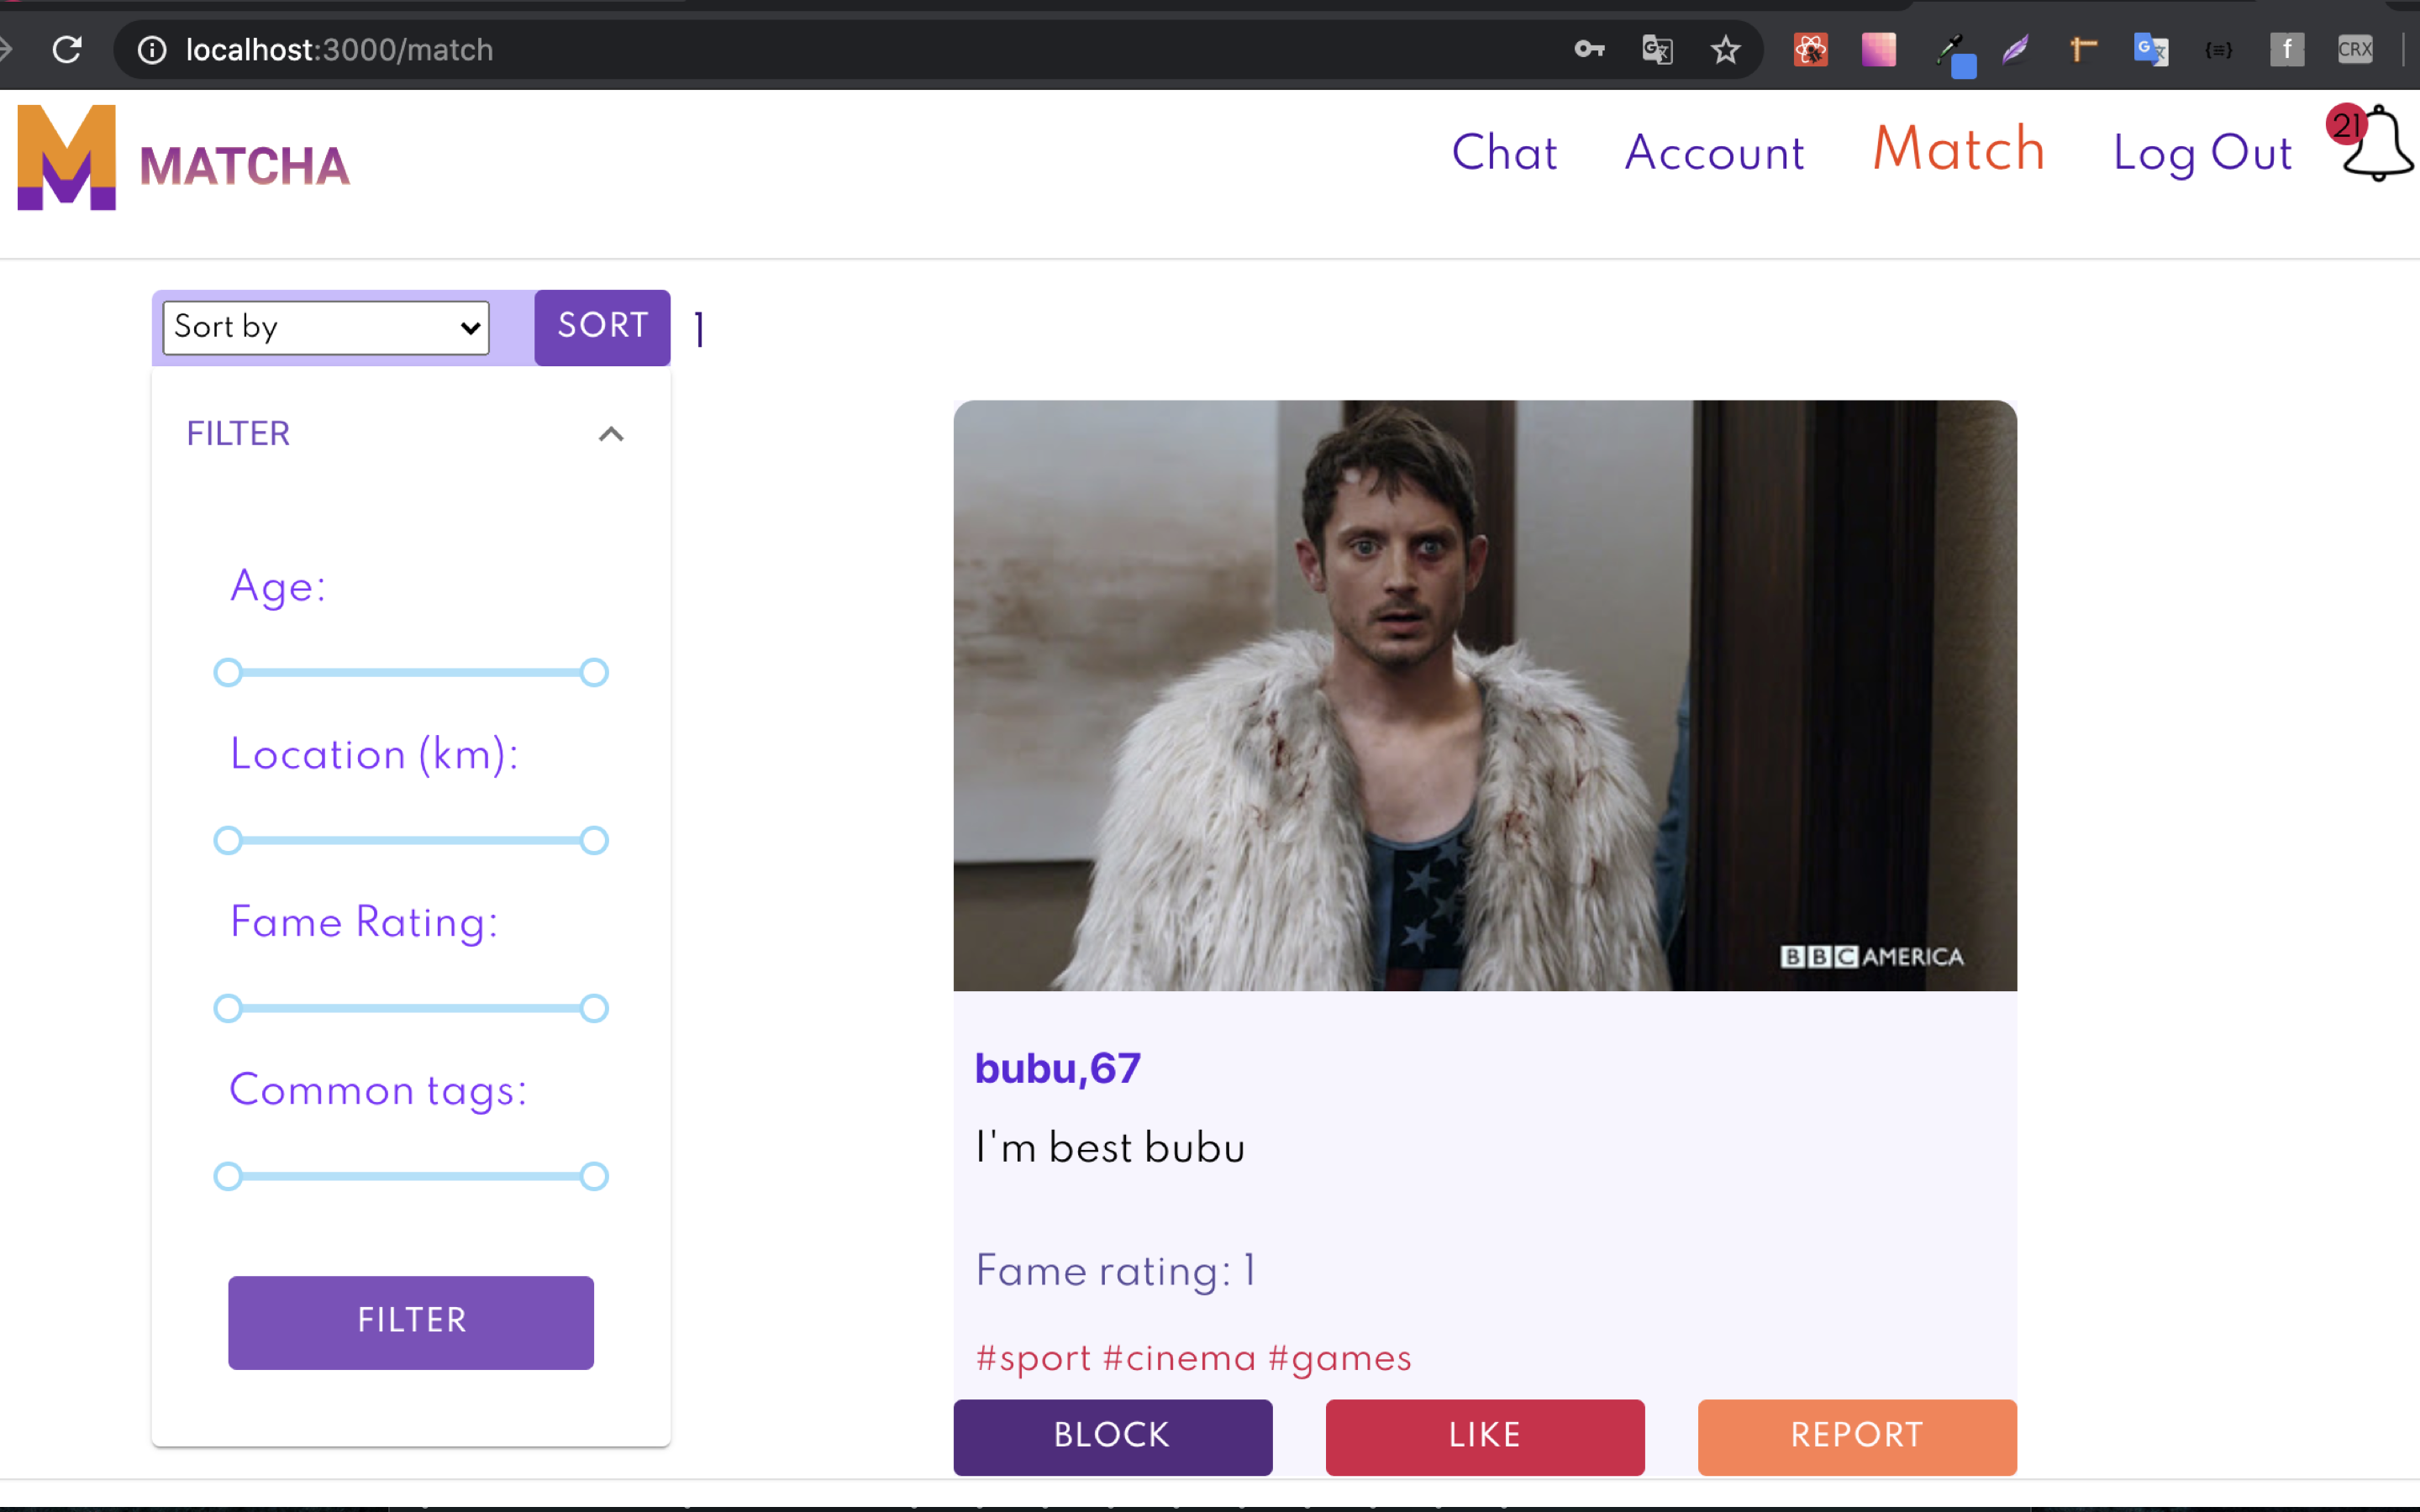 localhost:3000/match
CRX
MATCHA
Chat Account Match Log Out 21
Sort by SORT 1
FILTER
Age:
Location (km):
Fame Rating:
Common tags:
FILTER
BBC AMERICA
bubu,67
I'm best bubu
Fame rating: 1
#sport #cinema #games
BLOCK LIKE REPORT